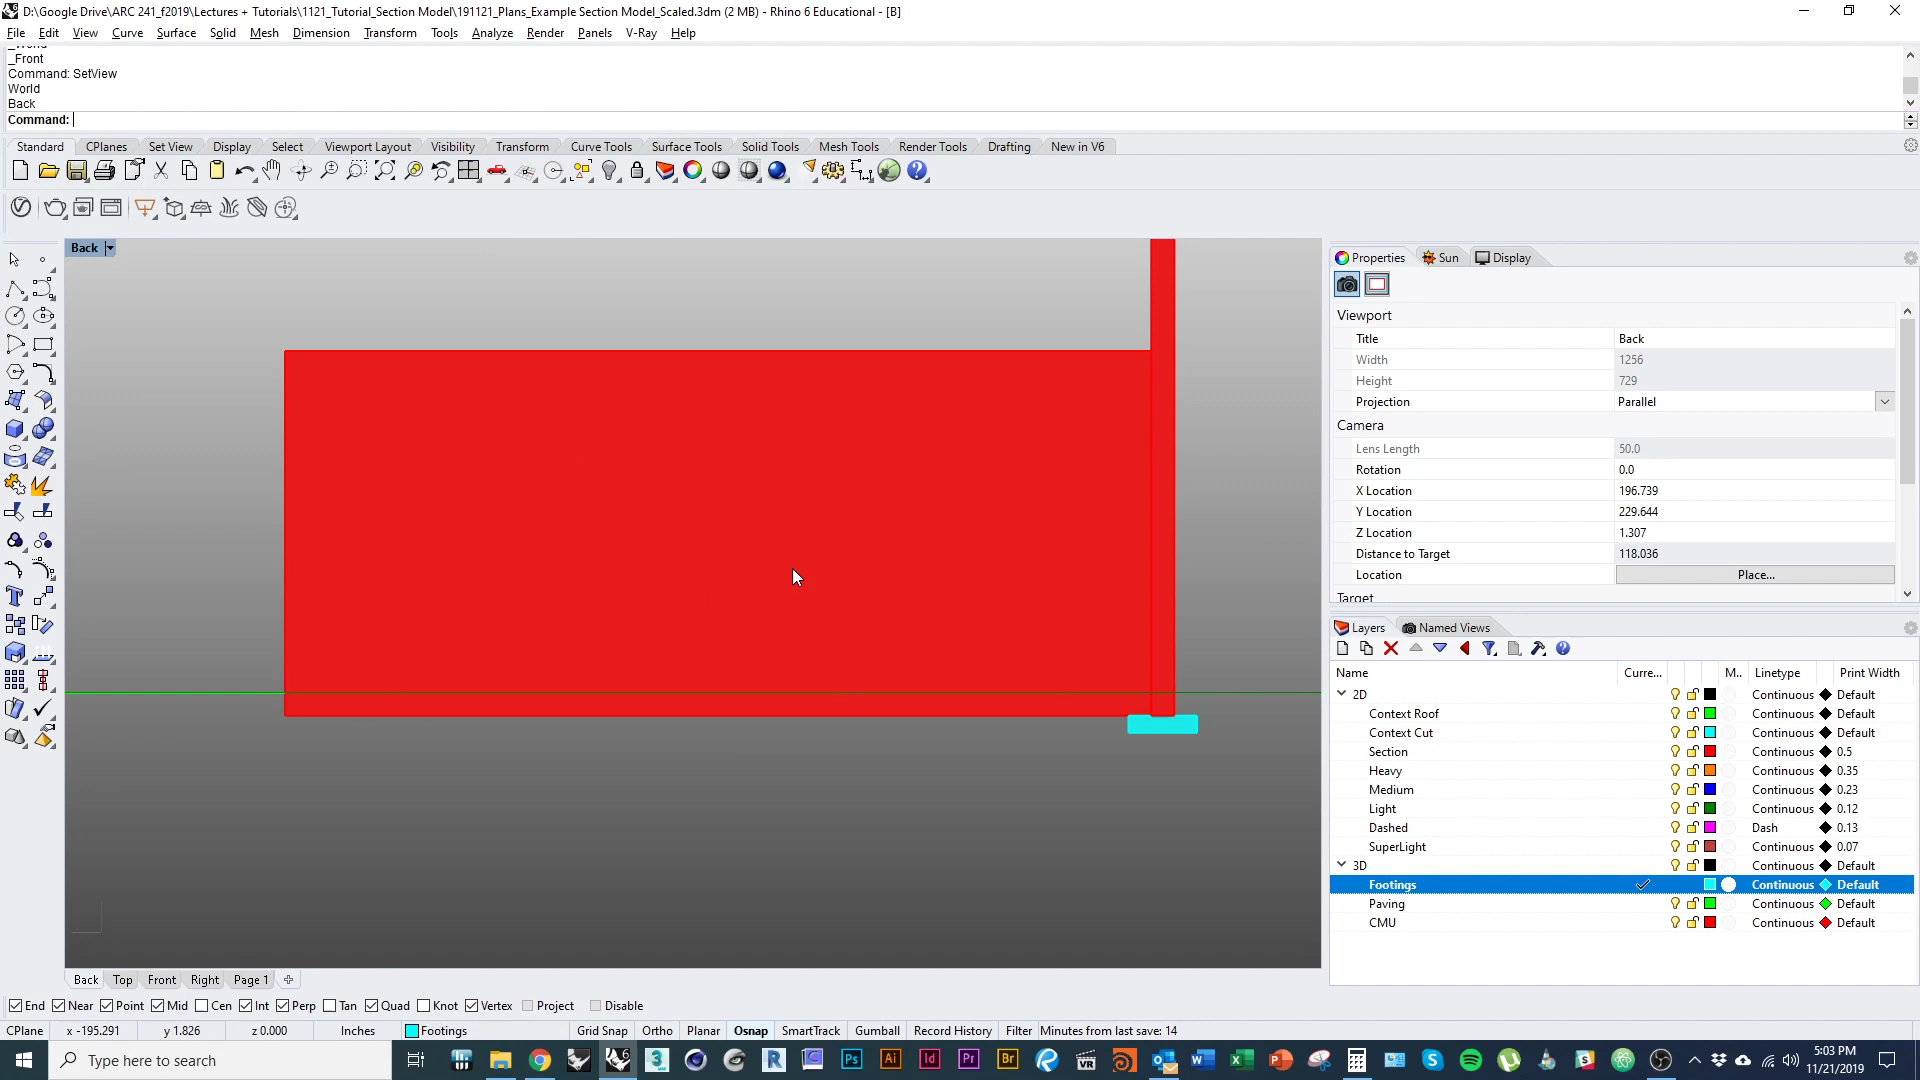 D:\Google Drive\ARC 241_f2019\Lectures + Tutorials\1121_Tutorial_Section Model\191121_Plans_Example Section Model_Scaled.3dm (2 MB) - Rhino 6 Educational - [B]
File Edit View Curve Surface Solid Mesh Dimension Transform Tools Analyze Render Panels V-Ray Help
_World
_Front
Command: SetView
World
Back
Command:
Standard CPlanes Set View Display Select Viewport Layout Visibility Transform Curve Tools Surface Tools Solid Tools Mesh Tools Render Tools Drafting New in V6
Back
Properties Sun Display
Viewport
Title Back
Width 1256
Height 729
Projection Parallel
Camera
Lens Length 50.0
Rotation 0.0
X Location 196.739
Y Location 229.644
Z Location 1.307
Distance to Target 118.036
Location Place...
Target
Layers Named Views
Name Curre... M.. Linetype Print Width
2D Continuous Default
Context Roof Continuous Default
Context Cut Continuous Default
Section Continuous 0.5
Heavy Continuous 0.35
Medium Continuous 0.23
Light Continuous 0.12
Dashed Dash 0.13
SuperLight Continuous 0.07
3D Continuous Default
Footings Continuous Default
Paving Continuous Default
CMU Continuous Default
Back Top Front Right Page 1
End Near Point Mid Cen Int Perp Tan Quad Knot Vertex Project Disable
CPlane x -195.291 y 1.826 z 0.000 Inches Footings Grid Snap Ortho Planar Osnap SmartTrack Gumball Record History Filter Minutes from last save: 14
Type here to search
5:03 PM
11/21/2019